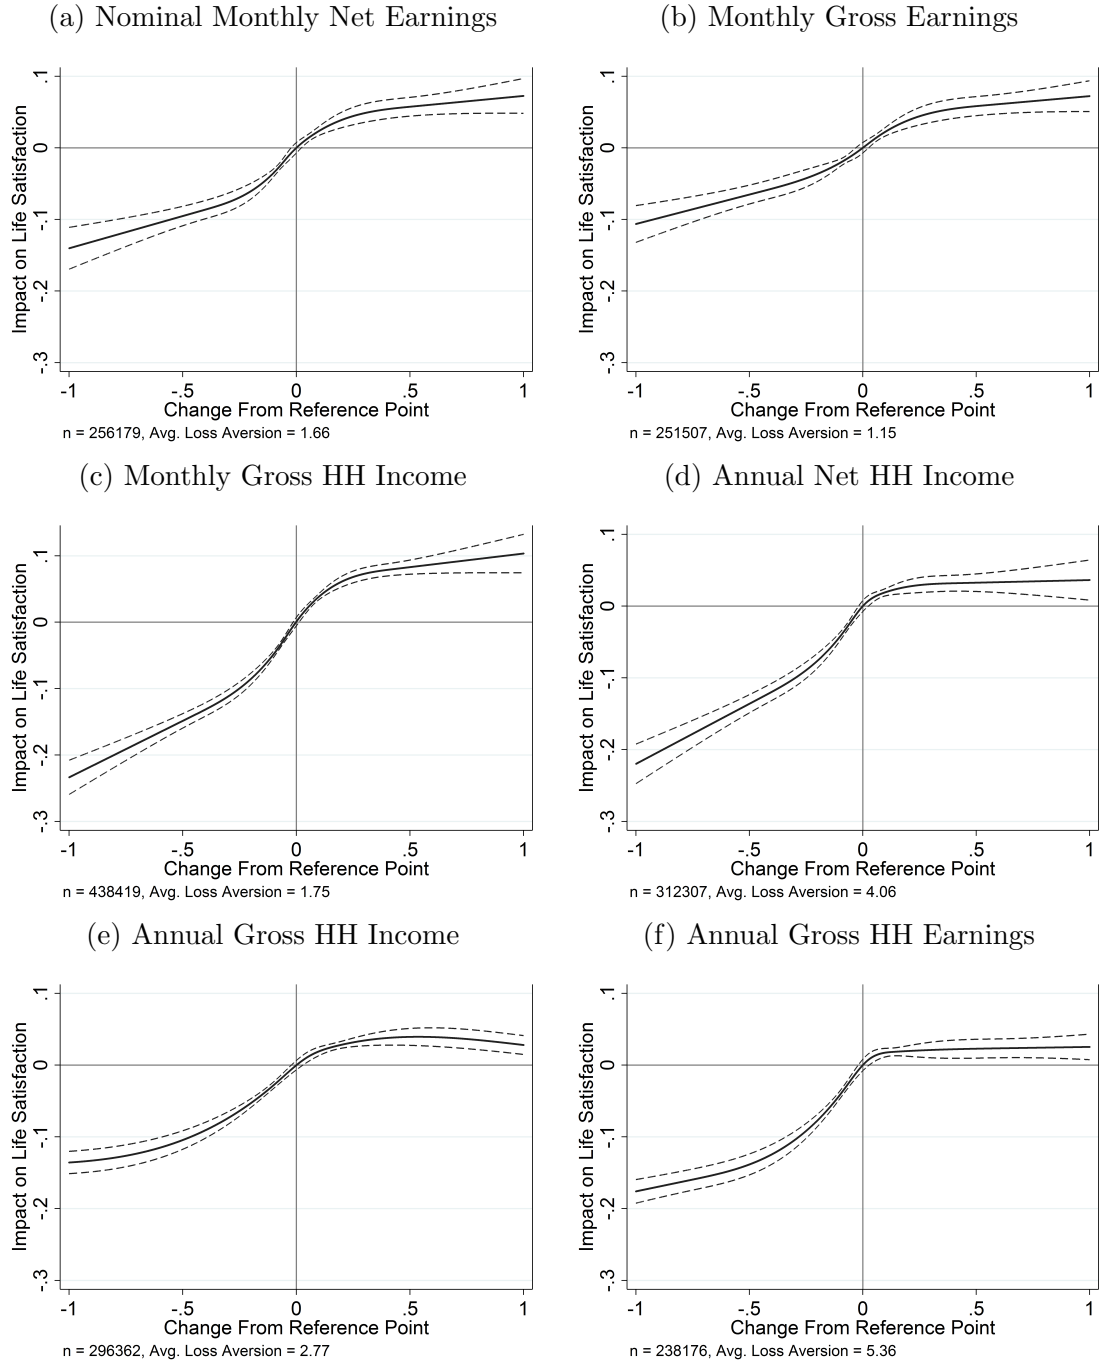 (a) Nominal Monthly Net Earnings
.1
0
-.1
-.2
-.3
Impact on Life Satisfaction
-1 -.5 0 .5 1
Change From Reference Point
n = 256179, Avg. Loss Aversion = 1.66
(b) Monthly Gross Earnings
.1
0
-.1
-.2
-.3
Impact on Life Satisfaction
-1 -.5 0 .5 1
Change From Reference Point
n = 251507, Avg. Loss Aversion = 1.15
(c) Monthly Gross HH Income
.1
0
-.1
-.2
-.3
Impact on Life Satisfaction
-1 -.5 0 .5 1
Change From Reference Point
n = 438419, Avg. Loss Aversion = 1.75
(d) Annual Net HH Income
.1
0
-.1
-.2
-.3
Impact on Life Satisfaction
-1 -.5 0 .5 1
Change From Reference Point
n = 312307, Avg. Loss Aversion = 4.06
(e) Annual Gross HH Income
.1
0
-.1
-.2
-.3
Impact on Life Satisfaction
-1 -.5 0 .5 1
Change From Reference Point
n = 296362, Avg. Loss Aversion = 2.77
(f) Annual Gross HH Earnings
.1
0
-.1
-.2
-.3
Impact on Life Satisfaction
-1 -.5 0 .5 1
Change From Reference Point
n = 238176, Avg. Loss Aversion = 5.36